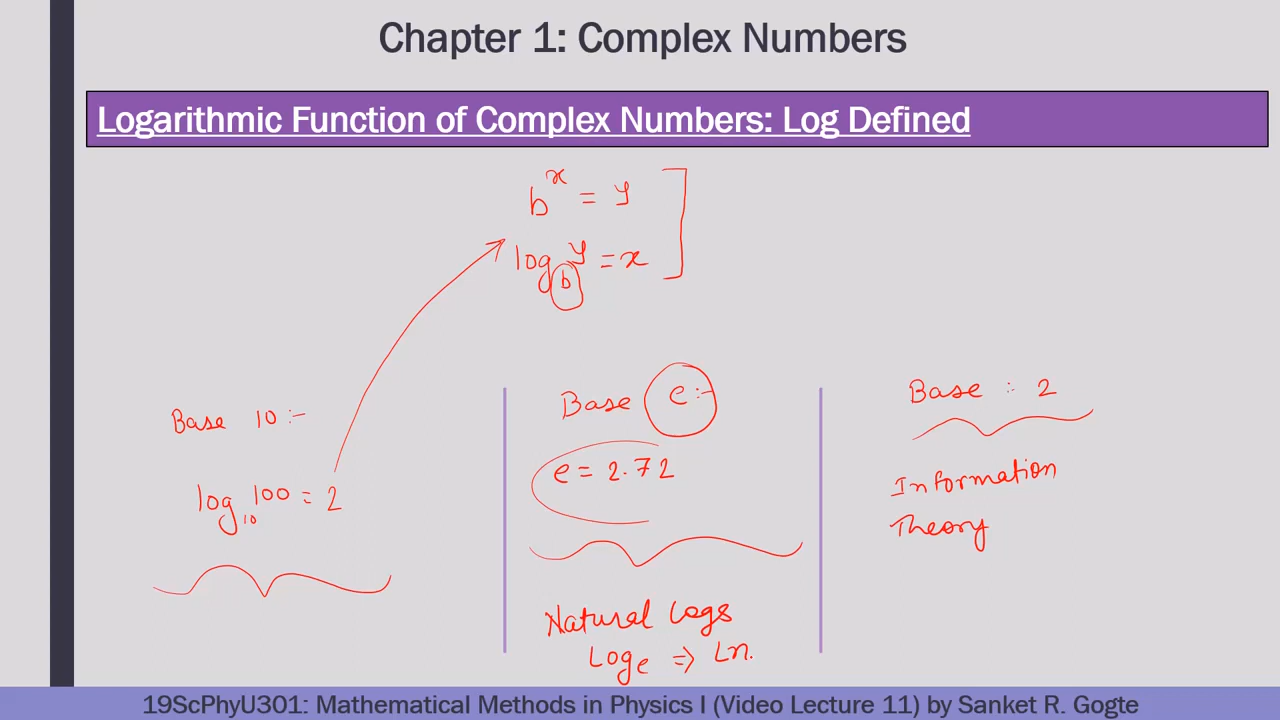 Chapter 1: Complex Numbers
Logarithmic Function of Complex Numbers: Log Defined
b^x = y
log_b y = x
Base 10 :-
log_10 100 = 2
Base e :-
e = 2.72
Natural Logs
Log_e ⇒ Ln.
Base :- 2
Information
Theory
19ScPhyU301: Mathematical Methods in Physics I (Video Lecture 11) by Sanket R. Gogte